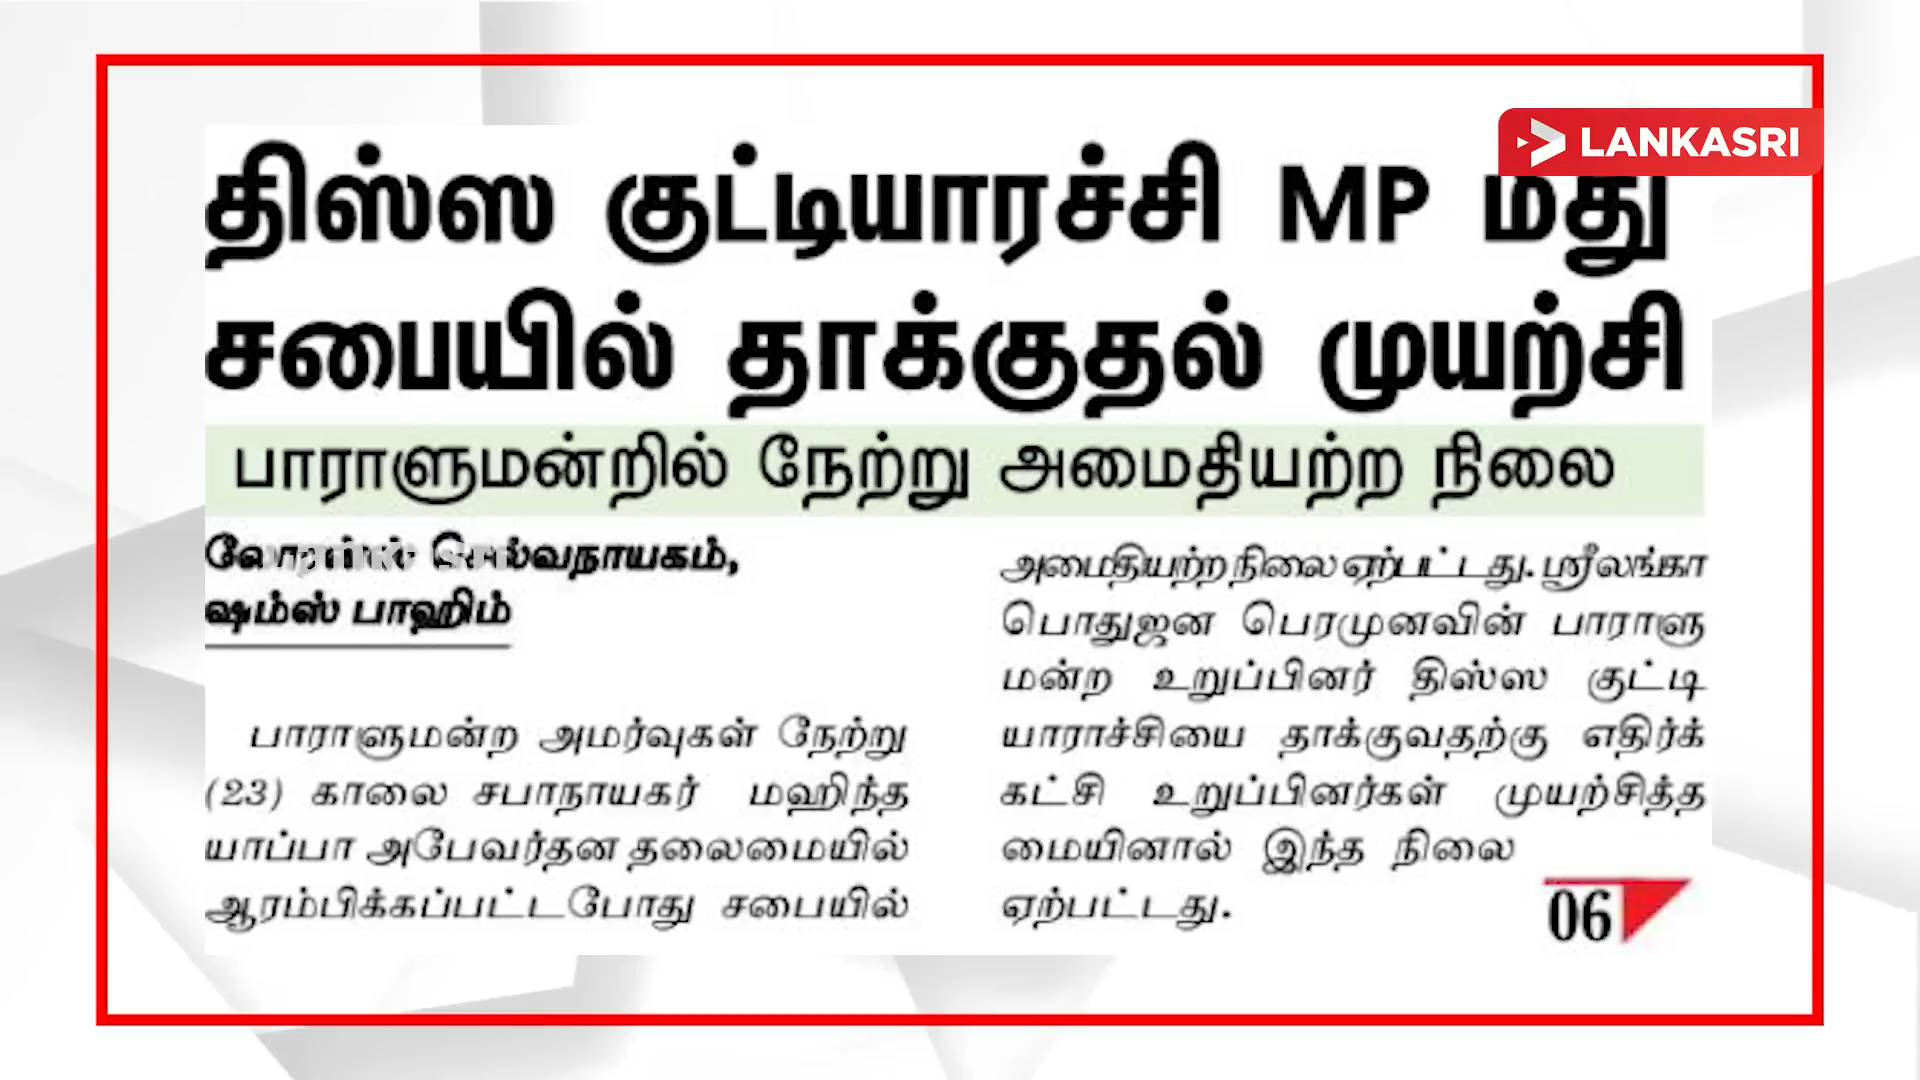 LANKASRI
திஸ்ஸ குட்டியாரச்சி MP மீது
சபையில் தாக்குதல் முயற்சி
பாராளுமன்றில் நேற்று அமைதியற்ற நிலை
செல்வநாயகம்,
ஷம்ஸ் பாஹிம்
பாராளுமன்ற அமர்வுகள் நேற்று
(23) காலை சபாநாயகர் மஹிந்த
யாப்பா அபேவர்தன தலைமையில்
ஆரம்பிக்கப்பட்டபோது சபையில்
அமைதியற்ற நிலை ஏற்பட்டது. ஸ்ரீலங்கா
பொதுஜன பெரமுனவின் பாராளு
மன்ற உறுப்பினர் திஸ்ஸ குட்டி
யாராச்சியை தாக்குவதற்கு எதிர்க்
கட்சி உறுப்பினர்கள் முயற்சித்த
மையினால் இந்த நிலை
ஏற்பட்டது.
06